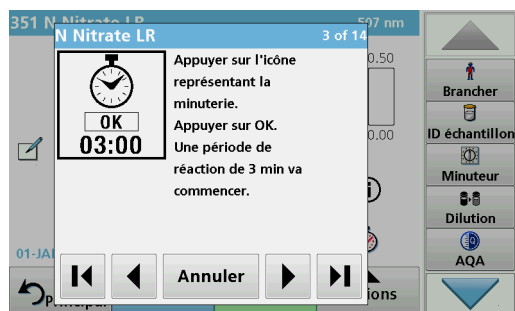 351 N Nitrate LR
507 nm
N Nitrate LR
3 of 14
OK
03:00
Appuyer sur l'icône
représentant la
minuterie.
Appuyer sur OK.
Une période de
réaction de 3 min va
commencer.
0.50
0.00
01-JA
Annuler
Principal
ions
Brancher
ID échantillon
Minuteur
Dilution
AQA